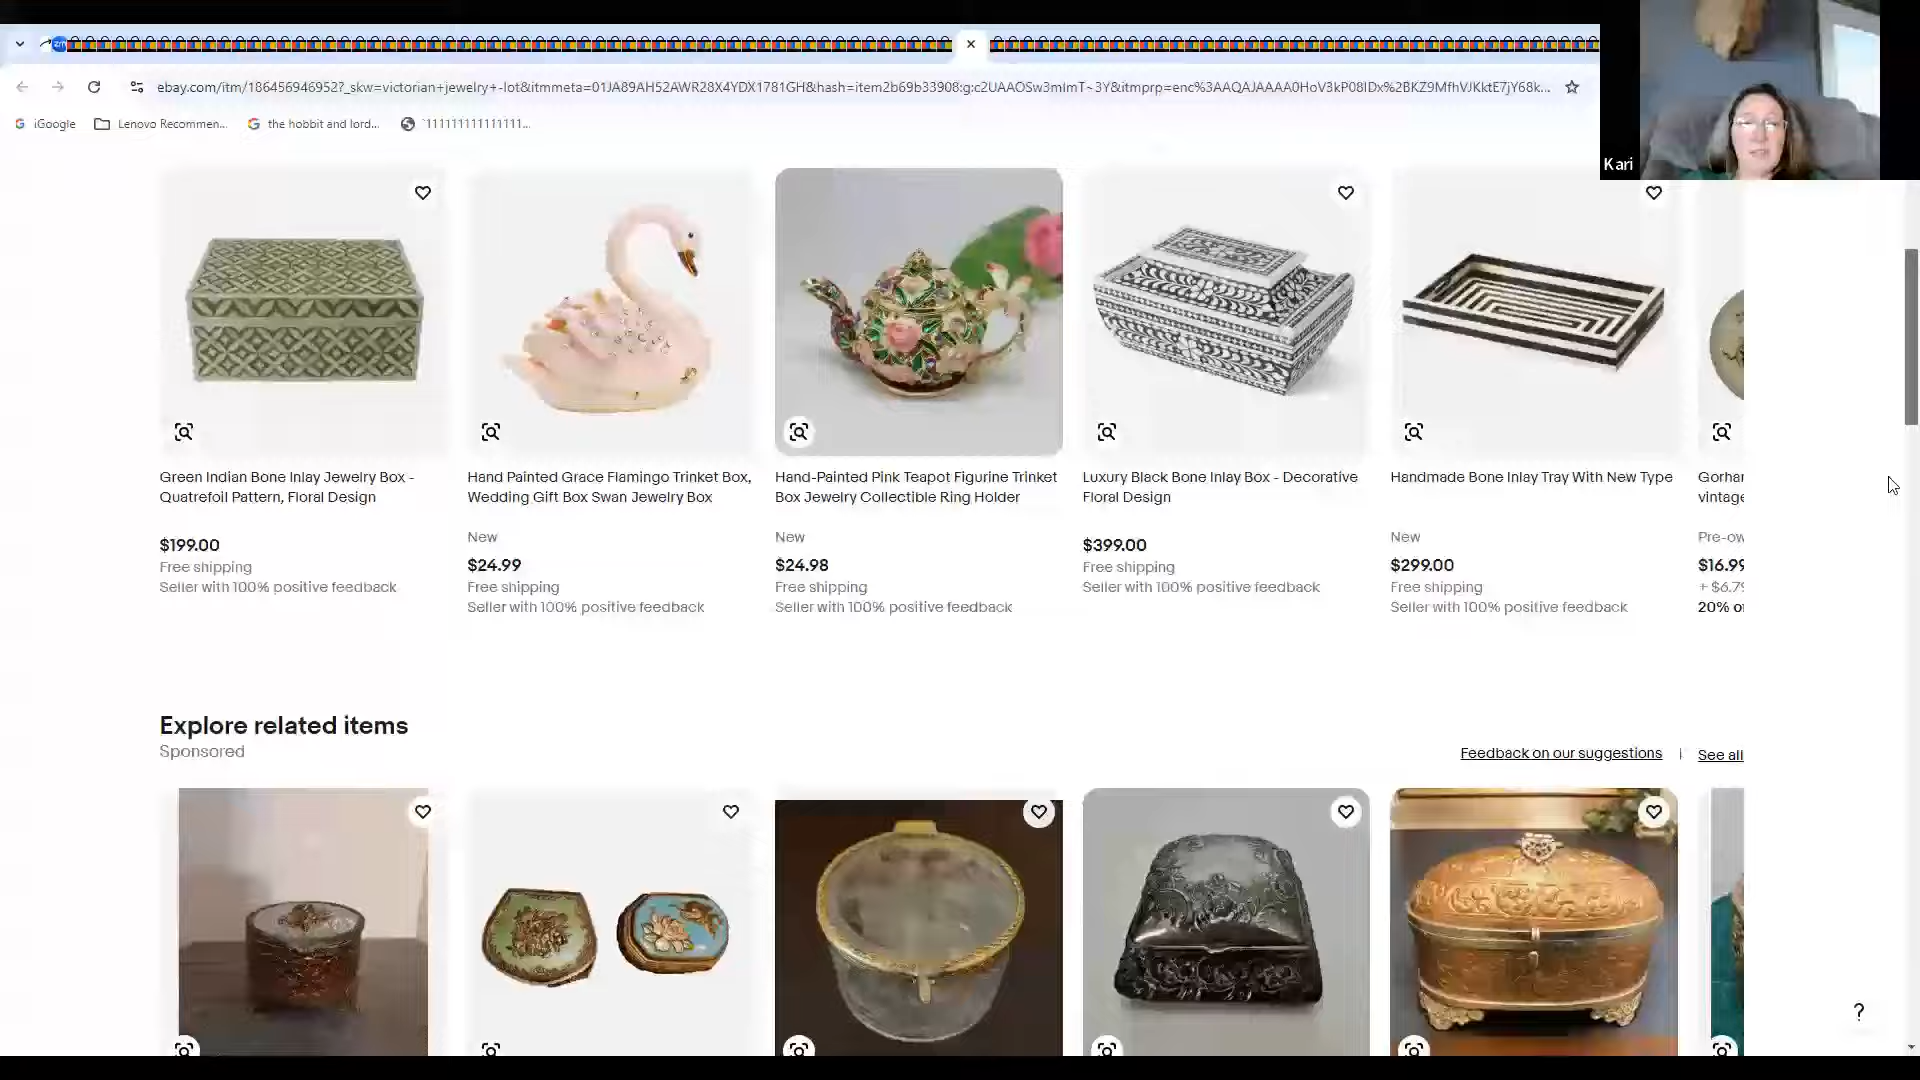 ebay.com/itm/186456946952?_skw=victorian+jewelry+-lot&itmmeta=01JA89AH52AWR28X4YDX1781GH&hash=item2b69b33908:g:c2UAAOSw3mImT~3Y&itmprp=enc%3AAQAJAAAA0HoV3kP08IDx%2BKZ9MfhVJKktE7jY68k...
iGoogle
Lenovo Recommen...
the hobbit and lord...
`111111111111111...
Kari
Green Indian Bone Inlay Jewelry Box -
Quatrefoil Pattern, Floral Design
$199.00
Free shipping
Seller with 100% positive feedback
Hand Painted Grace Flamingo Trinket Box,
Wedding Gift Box Swan Jewelry Box
New
$24.99
Free shipping
Seller with 100% positive feedback
Hand-Painted Pink Teapot Figurine Trinket
Box Jewelry Collectible Ring Holder
New
$24.98
Free shipping
Seller with 100% positive feedback
Luxury Black Bone Inlay Box - Decorative
Floral Design
$399.00
Free shipping
Seller with 100% positive feedback
Handmade Bone Inlay Tray With New Type
New
$299.00
Free shipping
Seller with 100% positive feedback
Gorhar
vintage
Pre-ow
$16.99
+ $6.79
20% o
Explore related items
Sponsored
Feedback on our suggestions
See all
?